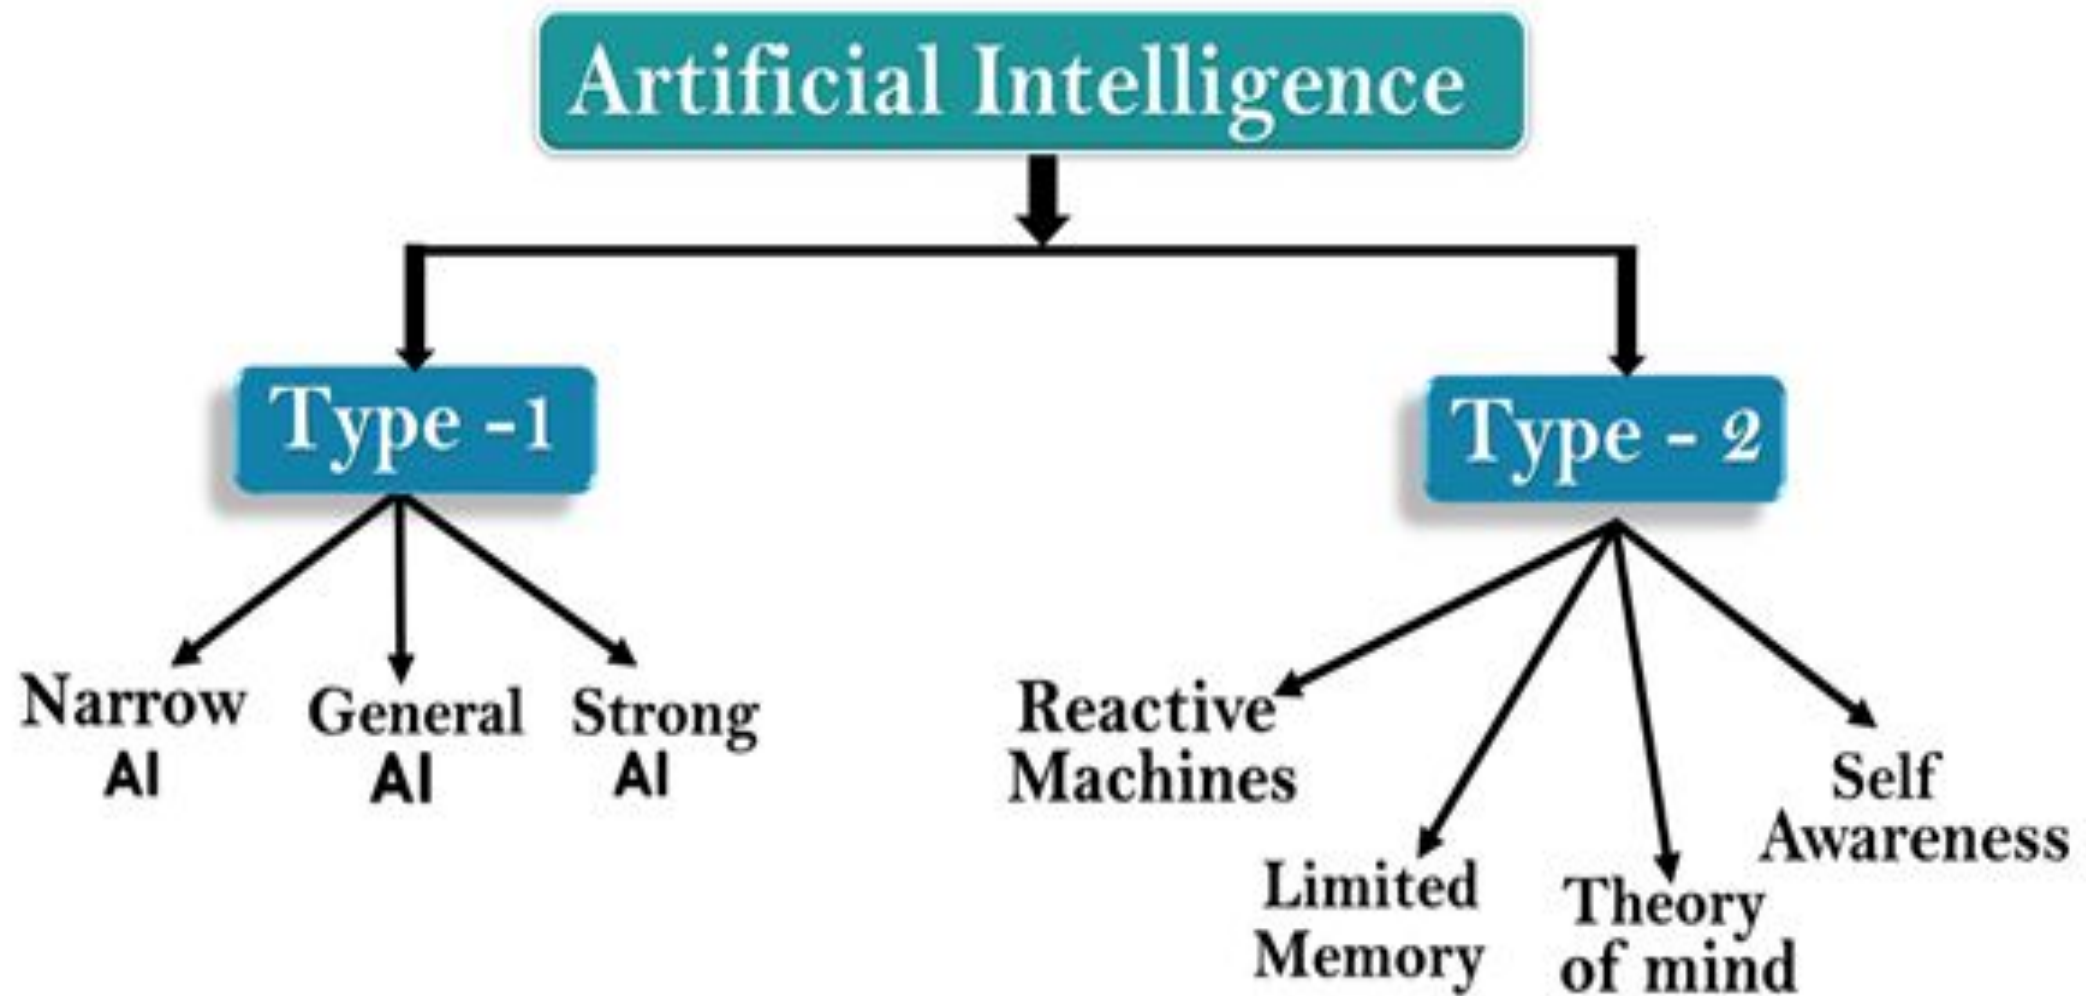 Artificial Intelligence
Type -1
Type - 2
Narrow
AI
General
AI
Strong
AI
Reactive
Machines
Limited
Memory
Theory
of mind
Self
Awareness